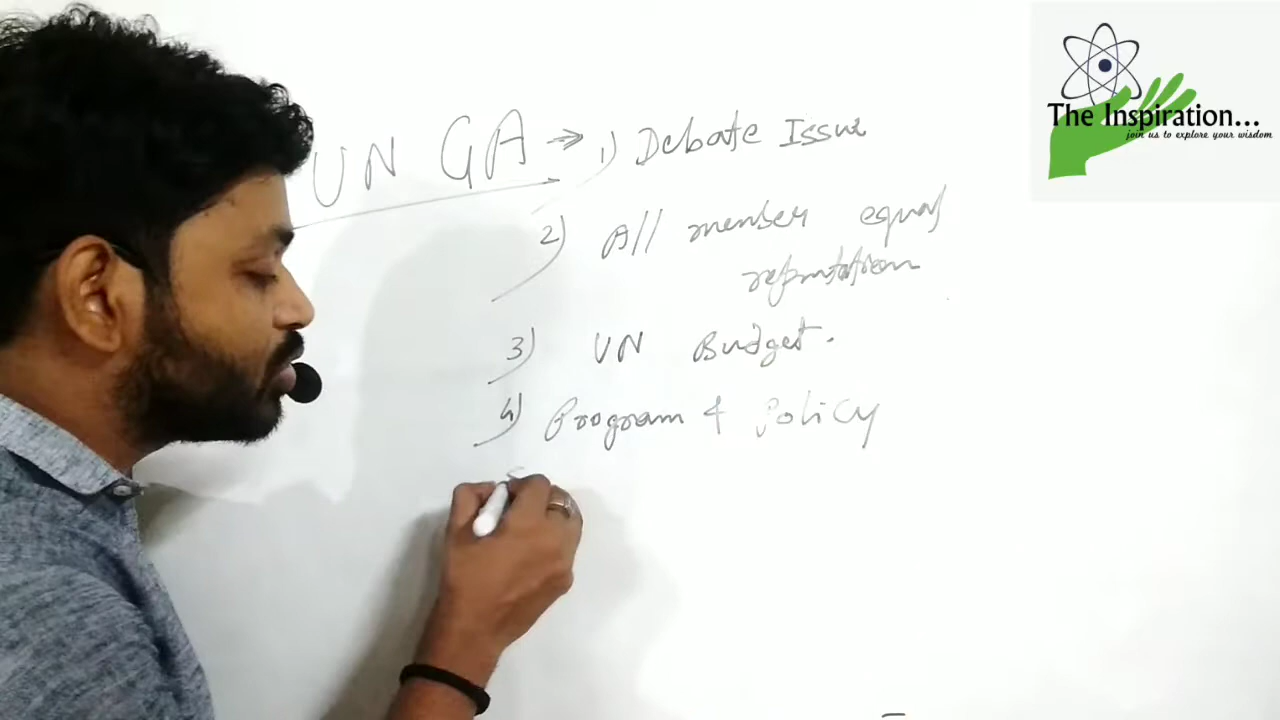 The Inspiration...
join us to explore your wisdom
UN GA → 1) Debate Issue
2) All member equal
3) UN Budget.
4) Program & Policy